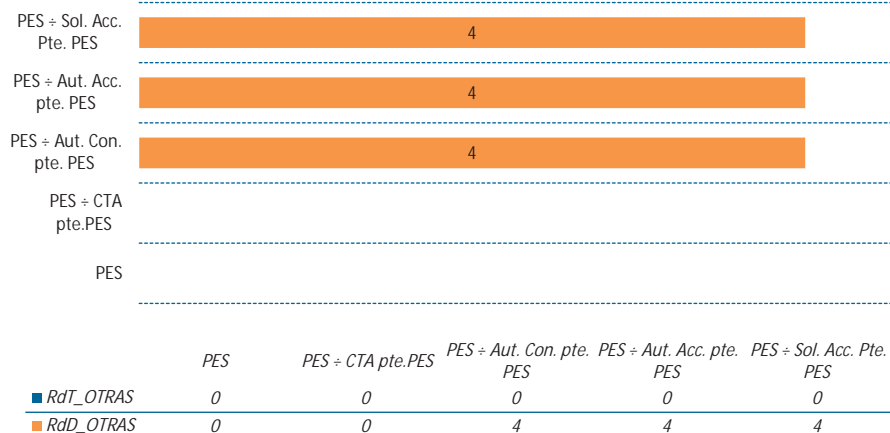 PES ÷ Sol. Acc.
Pte. PES
4
PES ÷ Aut. Acc.
pte. PES
4
PES ÷ Aut. Con.
pte. PES
4
PES ÷ CTA
pte.PES
PES
PES PES ÷ CTA pte.PES PES ÷ Aut. Con. pte. PES ÷ Aut. Acc. pte. PES ÷ Sol. Acc. Pte.
PES PES PES
RdT_OTRAS 0 0 0 0 0
RdD_OTRAS 0 0 4 4 4